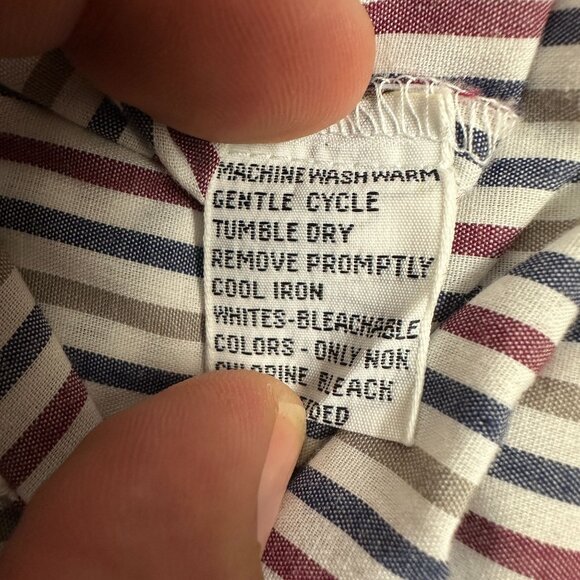 MACHINE WASH WARM
GENTLE CYCLE
TUMBLE DRY
REMOVE PROMPTLY
COOL IRON
WHITES-BLEACHABLE
COLORS - ONLY NON
CHLORINE BLEACH